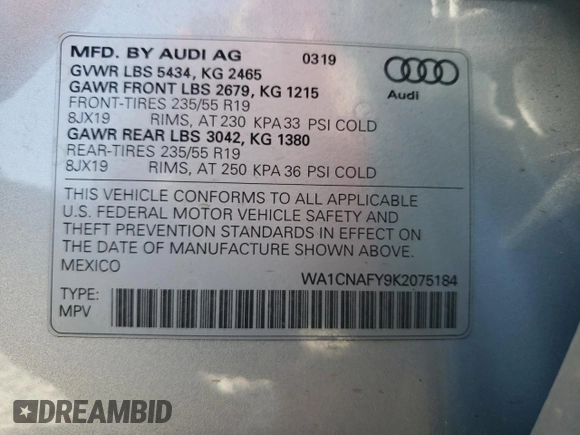 MFD. BY AUDI AG 0319
GVWR LBS 5434, KG 2465
GAWR FRONT LBS 2679, KG 1215
FRONT-TIRES 235/55 R19
8JX19 RIMS, AT 230 KPA 33 PSI COLD
GAWR REAR LBS 3042, KG 1380
REAR-TIRES 235/55 R19
8JX19 RIMS, AT 250 KPA 36 PSI COLD
Audi
THIS VEHICLE CONFORMS TO ALL APPLICABLE
U.S. FEDERAL MOTOR VEHICLE SAFETY AND
THEFT PREVENTION STANDARDS IN EFFECT ON
THE DATE OF MANUFACTURE SHOWN ABOVE.
MEXICO WA1CNAFY9K2075184
TYPE:
MPV
DREAMBID